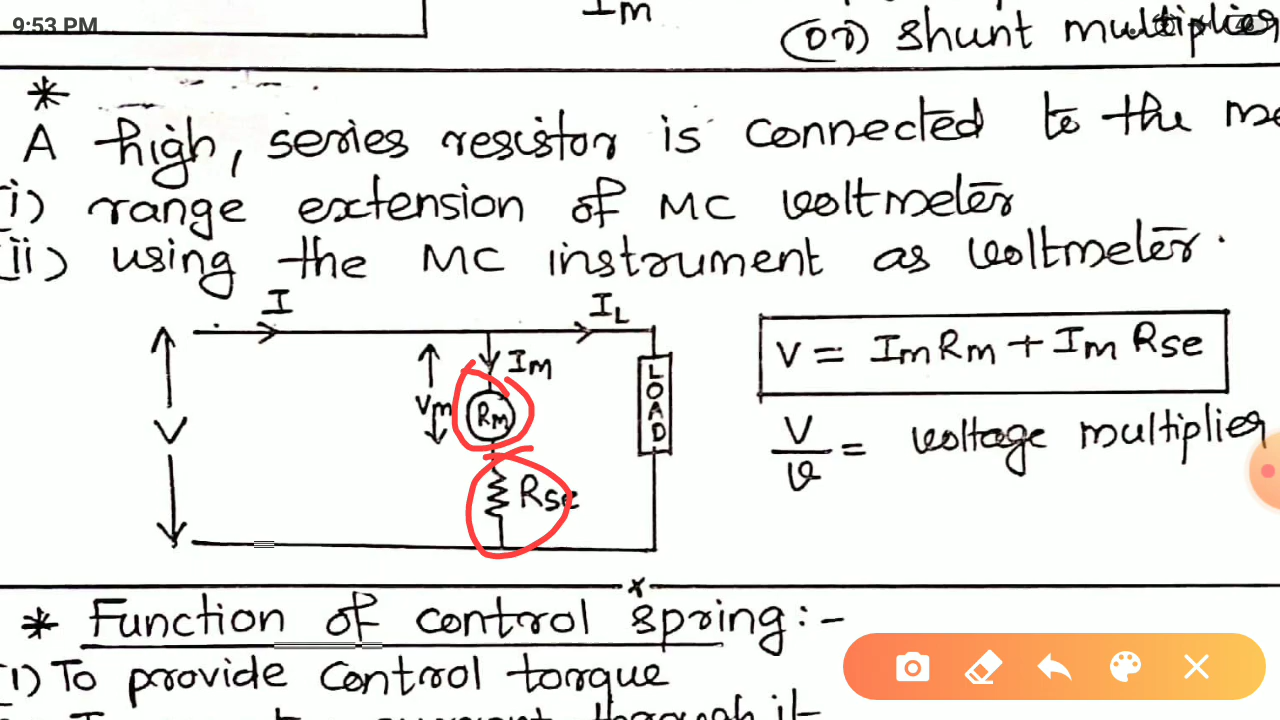 9:53 PM
Im
(or) shunt multiplier
*
A high, series resistor is connected to the
i) range extension of MC voltmeter
ii) using the MC instrument as voltmeter.
I
IL
Im
Vm
Rm
V
LOAD
Rse
V = ImRm + Im Rse
V/v = voltage multiplier
x
* Function of control spring:-
1) To provide control torque
through it